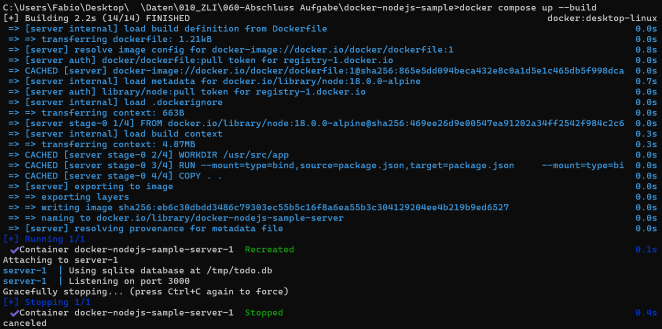 C:\Users\Fabio\Desktop\ \Daten\010_ZLI\060-Abschluss Aufgabe\docker-nodejs-sample>docker compose up --build
[+] Building 2.2s (14/14) FINISHED docker:desktop-linux
=> [server internal] load build definition from Dockerfile 0.0s
=> => transferring dockerfile: 1.21kB 0.0s
=> [server] resolve image config for docker-image://docker.io/docker/dockerfile:1 0.8s
=> [server auth] docker/dockerfile:pull token for registry-1.docker.io 0.0s
=> CACHED [server] docker-image://docker.io/docker/dockerfile:1@sha256:865e5dd094beca432e8c0a1d5e1c465db5f998dca 0.0s
=> [server internal] load metadata for docker.io/library/node:18.0.0-alpine 0.7s
=> [server auth] library/node:pull token for registry-1.docker.io 0.0s
=> [server internal] load .dockerignore 0.0s
=> => transferring context: 663B 0.0s
=> [server stage-0 1/4] FROM docker.io/library/node:18.0.0-alpine@sha256:469ee26d9e00547ea91202a34ff2542f984c2c6 0.0s
=> [server internal] load build context 0.3s
=> => transferring context: 4.87MB 0.3s
=> CACHED [server stage-0 2/4] WORKDIR /usr/src/app 0.0s
=> CACHED [server stage-0 3/4] RUN --mount=type=bind,source=package.json,target=package.json --mount=type=bi 0.0s
=> CACHED [server stage-0 4/4] COPY . . 0.0s
=> [server] exporting to image 0.0s
=> => exporting layers 0.0s
=> => writing image sha256:eb6c30dbdd3486c79303ec55b5c16f8a6ea55b3c304129204ee4b219b9ed6527 0.0s
=> => naming to docker.io/library/docker-nodejs-sample-server 0.0s
=> [server] resolving provenance for metadata file 0.0s
[+] Running 1/1
✔Container docker-nodejs-sample-server-1 Recreated 0.1s
Attaching to server-1
server-1 | Using sqlite database at /tmp/todo.db
server-1 | Listening on port 3000
Gracefully stopping... (press Ctrl+C again to force)
[+] Stopping 1/1
✔Container docker-nodejs-sample-server-1 Stopped 0.4s
canceled